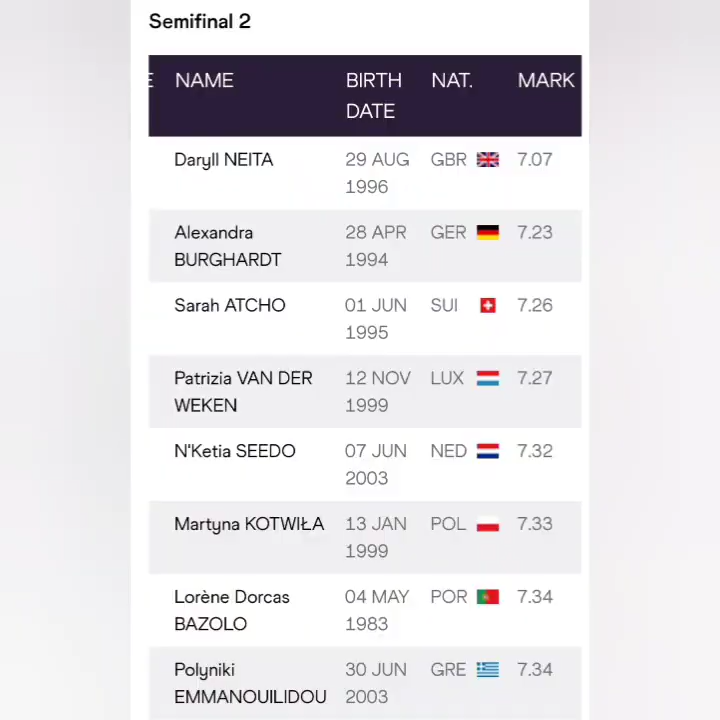 Semifinal 2
E NAME BIRTH DATE NAT. MARK
Daryll NEITA 29 AUG 1996 GBR 7.07
Alexandra BURGHARDT 28 APR 1994 GER 7.23
Sarah ATCHO 01 JUN 1995 SUI 7.26
Patrizia VAN DER WEKEN 12 NOV 1999 LUX 7.27
N'Ketia SEEDO 07 JUN 2003 NED 7.32
Martyna KOTWIŁA 13 JAN 1999 POL 7.33
Lorène Dorcas BAZOLO 04 MAY 1983 POR 7.34
Polyniki EMMANOUILIDOU 30 JUN 2003 GRE 7.34